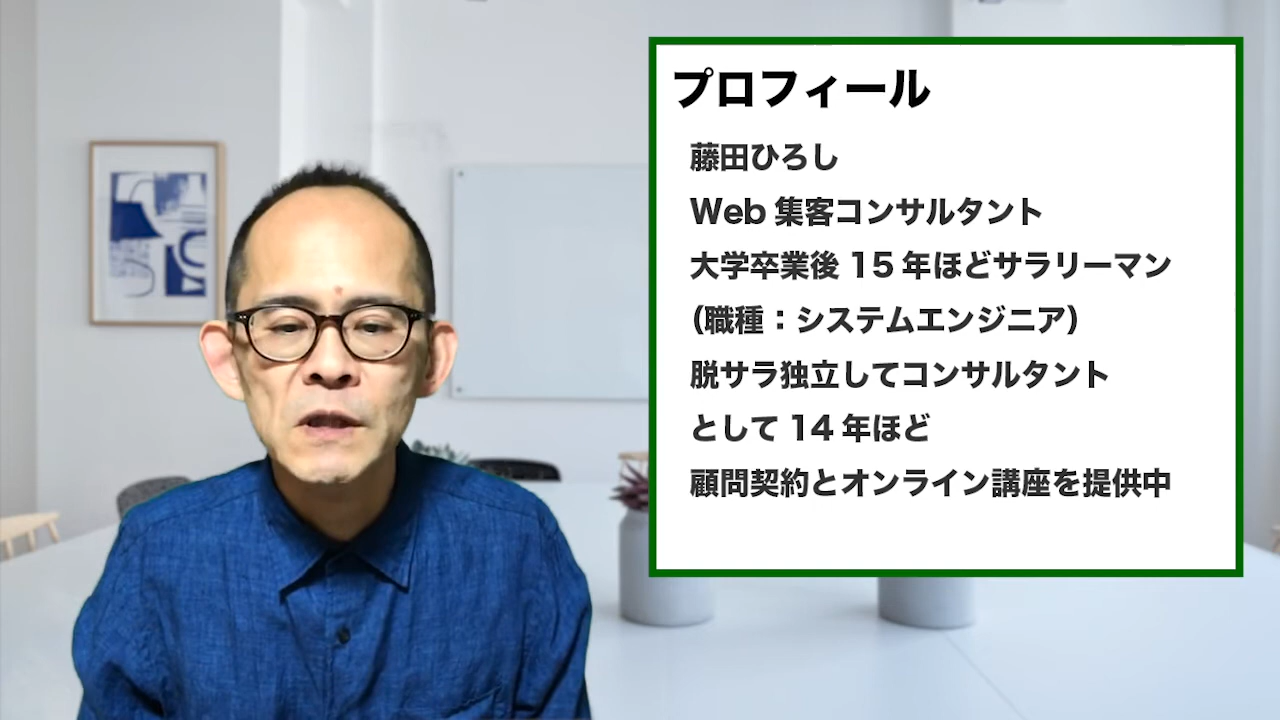 プロフィール
藤田ひろし
Web 集客コンサルタント
大学卒業後 15 年ほどサラリーマン
（職種：システムエンジニア）
脱サラ独立してコンサルタント
として 14 年ほど
顧問契約とオンライン講座を提供中